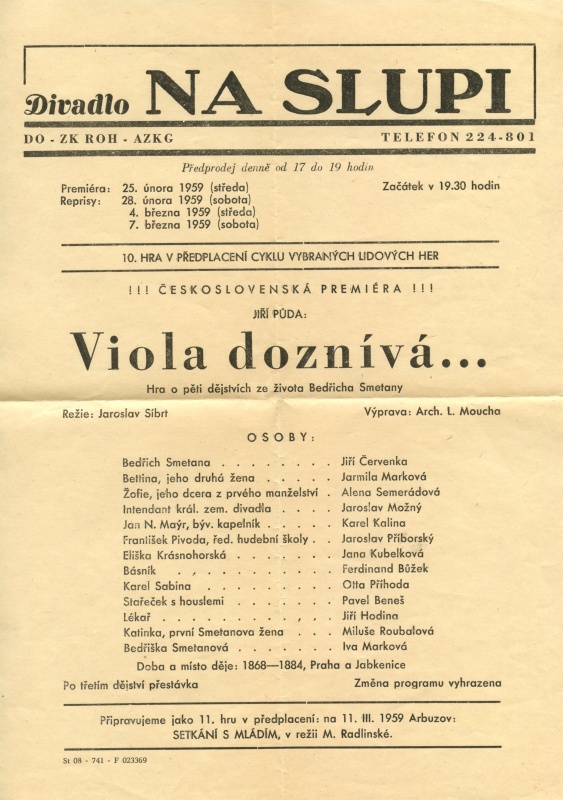 Divadlo NA SLUPI
DO - ZK ROH - AZKG TELEFON 224-801
Předprodej denně od 17 do 19 hodin
Premiéra: 25. února 1959 (středa) Začátek v 19.30 hodin
Reprisy: 28. února 1959 (sobota)
4. března 1959 (středa)
7. března 1959 (sobota)
10. HRA V PŘEDPLACENÍ CYKLU VYBRANÝCH LIDOVÝCH HER
!!! ČESKOSLOVENSKÁ PREMIÉRA !!!
JIŘÍ PŮDA:
Viola doznívá...
Hra o pěti dějstvích ze života Bedřicha Smetany
Režie: Jaroslav Síbrt Výprava: Arch. L. Moucha
OSOBY:
Bedřich Smetana . . . . . . . . Jiří Červenka
Bettina, jeho druhá žena . . . . . Jarmila Marková
Žofie, jeho dcera z prvého manželství . Alena Semerádová
Intendant král. zem. divadla . . . . Jaroslav Možný
Jan N. Maýr, býv. kapelník . . . . . Karel Kalina
František Pivoda, řed. hudební školy . . Jaroslav Příborský
Eliška Krásnohorská . . . . . . . Jana Kubelková
Básník . , . . . . . . . . . Ferdinand Bůžek
Karel Sabina . . . . . . . . . Otta Příhoda
Stařeček s houslemi . . . . . . . Pavel Beneš
Lékař . . . . . . . . . . , . Jiří Hodina
Katinka, první Smetanova žena . . . Miluše Roubalová
Bedřiška Smetanová . . . . . . . Iva Marková
Doba a místo děje: 1868—1884, Praha a Jabkenice
Po třetím dějství přestávka Změna programu vyhrazena
Připravujeme jako 11. hru v předplacení: na 11. III. 1959 Arbuzov:
SETKÁNÍ S MLÁDÍM, v režii M. Radlinské.
St 08 - 741 - F 023369